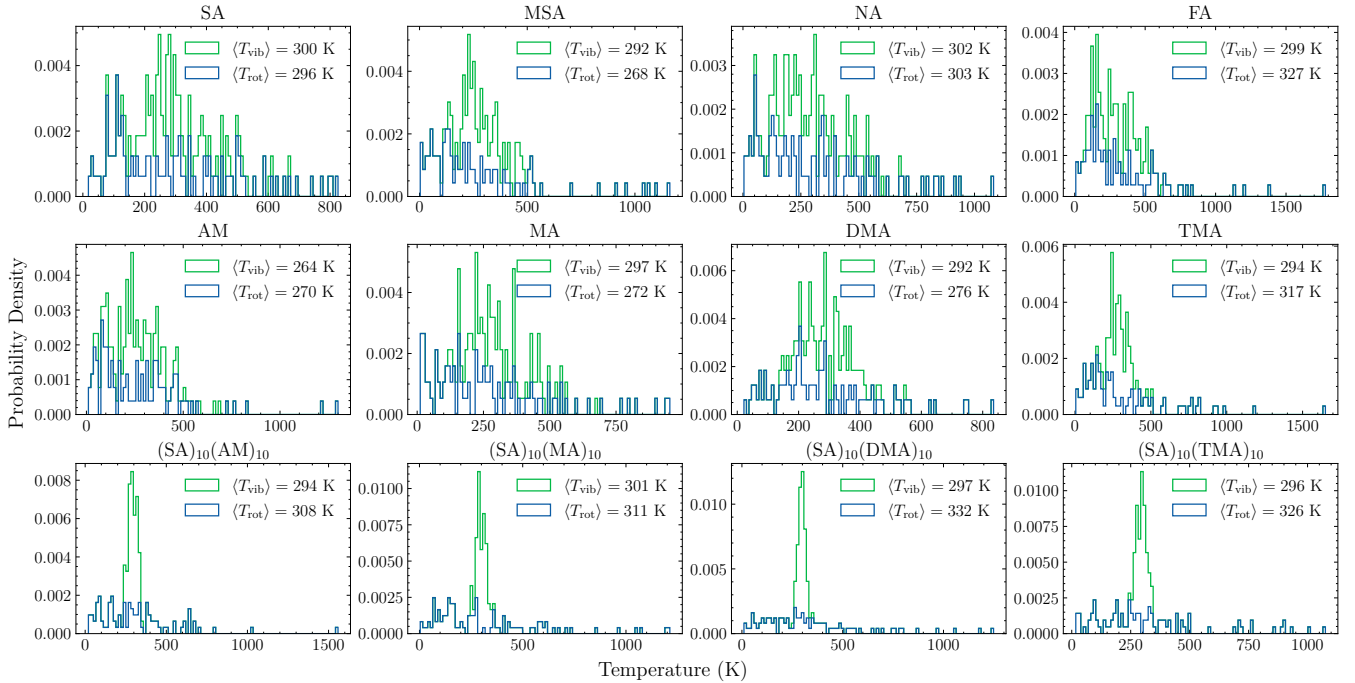 SA
⟨T_vib⟩ = 300 K
⟨T_rot⟩ = 296 K
0.004
0.002
0.000
0 200 400 600 800
MSA
⟨T_vib⟩ = 292 K
⟨T_rot⟩ = 268 K
0.004
0.002
0.000
0 500 1000
NA
⟨T_vib⟩ = 302 K
⟨T_rot⟩ = 303 K
0.003
0.002
0.001
0.000
0 250 500 750 1000
FA
⟨T_vib⟩ = 299 K
⟨T_rot⟩ = 327 K
0.004
0.003
0.002
0.001
0.000
0 500 1000 1500
Probability Density
AM
⟨T_vib⟩ = 264 K
⟨T_rot⟩ = 270 K
0.004
0.003
0.002
0.001
0.000
0 500 1000
MA
⟨T_vib⟩ = 297 K
⟨T_rot⟩ = 272 K
0.004
0.002
0.000
0 250 500 750
DMA
⟨T_vib⟩ = 292 K
⟨T_rot⟩ = 276 K
0.006
0.004
0.002
0.000
0 200 400 600 800
TMA
⟨T_vib⟩ = 294 K
⟨T_rot⟩ = 317 K
0.006
0.004
0.002
0.000
0 500 1000 1500
(SA)₁₀(AM)₁₀
⟨T_vib⟩ = 294 K
⟨T_rot⟩ = 308 K
0.008
0.006
0.004
0.002
0.000
0 500 1000 1500
(SA)₁₀(MA)₁₀
⟨T_vib⟩ = 301 K
⟨T_rot⟩ = 311 K
0.0100
0.0075
0.0050
0.0025
0.0000
0 500 1000
(SA)₁₀(DMA)₁₀
⟨T_vib⟩ = 297 K
⟨T_rot⟩ = 332 K
0.010
0.005
0.000
0 500 1000
(SA)₁₀(TMA)₁₀
⟨T_vib⟩ = 296 K
⟨T_rot⟩ = 326 K
0.0100
0.0075
0.0050
0.0025
0.0000
0 250 500 750 1000
Temperature (K)